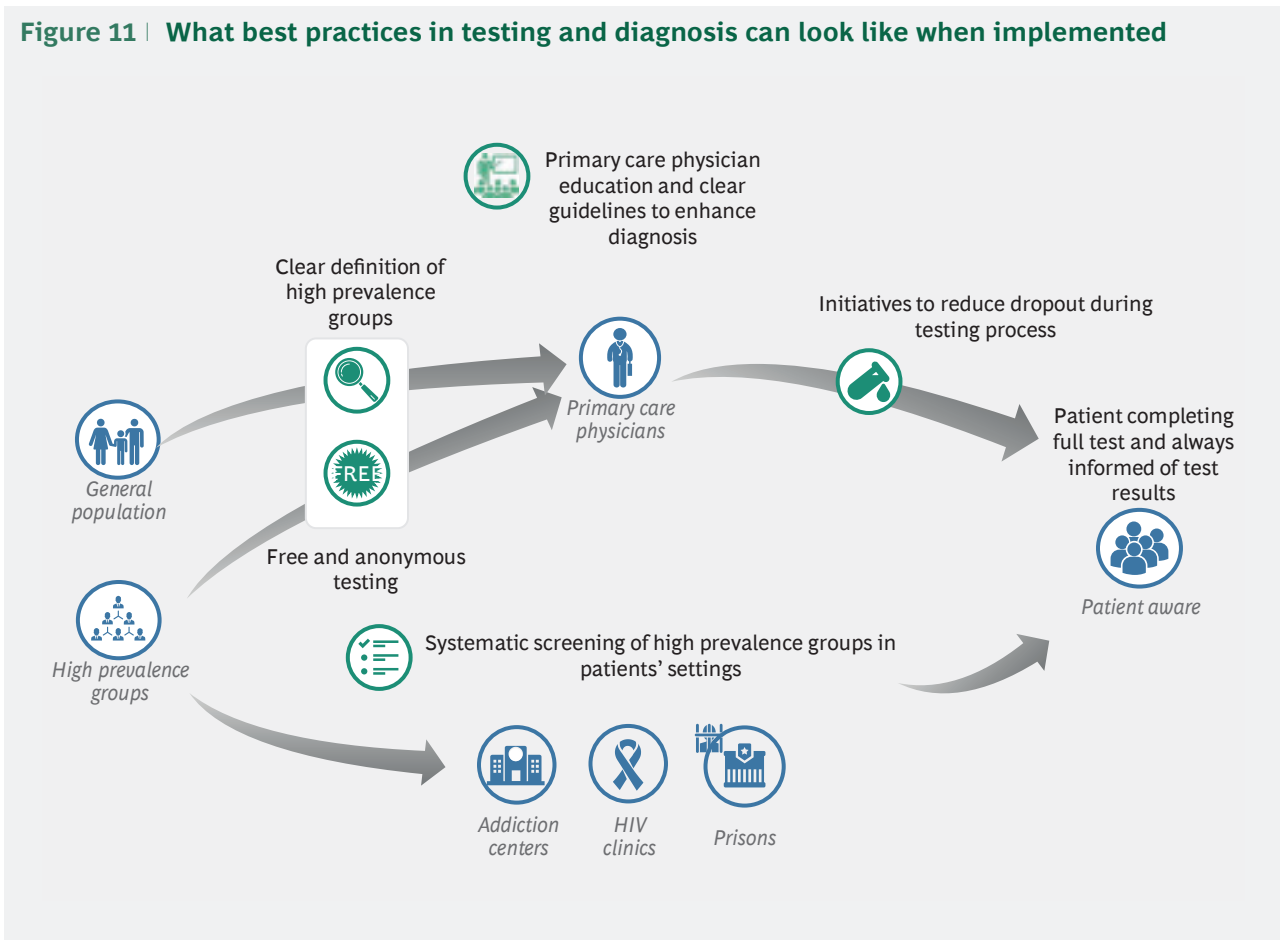 Figure 11 | What best practices in testing and diagnosis can look like when implemented
Primary care physician
education and clear
guidelines to enhance
diagnosis
Clear definition of
high prevalence
groups
Initiatives to reduce dropout during
testing process
Primary care
physicians
Patient completing
full test and always
informed of test
results
General
population
FREE
Free and anonymous
testing
Patient aware
High prevalence
groups
Systematic screening of high prevalence groups in
patients’ settings
Addiction
centers
HIV
clinics
Prisons